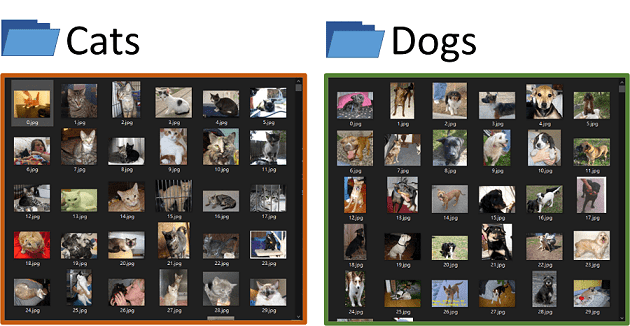 Cats
0.jpg 1.jpg 2.jpg 3.jpg 4.jpg 5.jpg
6.jpg 7.jpg 8.jpg 9.jpg 10.jpg 11.jpg
12.jpg 13.jpg 14.jpg 15.jpg 16.jpg 17.jpg
18.jpg 19.jpg 20.jpg 21.jpg 22.jpg 23.jpg
24.jpg 25.jpg 26.jpg 27.jpg 28.jpg 29.jpg
Dogs
0.jpg 1.jpg 2.jpg 3.jpg 4.jpg 5.jpg
6.jpg 7.jpg 8.jpg 9.jpg 10.jpg 11.jpg
12.jpg 13.jpg 14.jpg 15.jpg 16.jpg 17.jpg
18.jpg 19.jpg 20.jpg 21.jpg 22.jpg 23.jpg
24.jpg 25.jpg 26.jpg 27.jpg 28.jpg 29.jpg